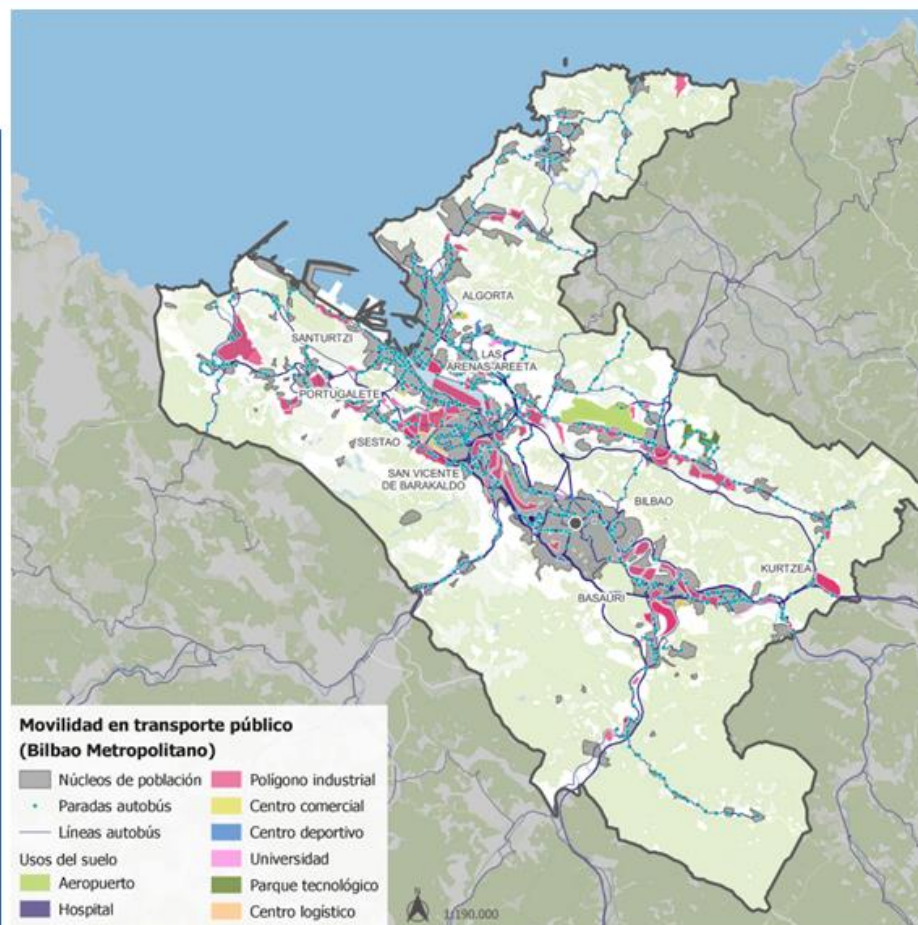 ALGORTA
SANTURTZI
LAS
ARENAS-AREETA
PORTUGALETE
SESTAO
SAN VICENTE
DE BARAKALDO
BILBAO
KURTZEA
BASAURI
Movilidad en transporte público
(Bilbao Metropolitano)
Núcleos de población
Paradas autobús
Líneas autobús
Usos del suelo
Aeropuerto
Hospital
Polígono industrial
Centro comercial
Centro deportivo
Universidad
Parque tecnológico
Centro logístico
N
1:190.000